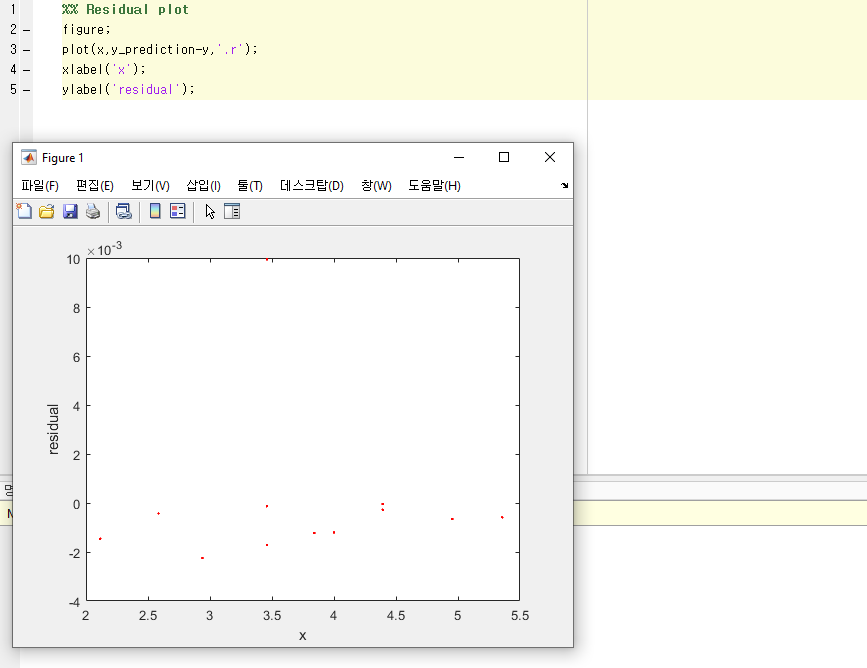 1 %% Residual plot
2 – figure;
3 – plot(x,y_prediction-y,'.r');
4 – xlabel('x');
5 – ylabel('residual');
Figure 1
파일(F) 편집(E) 보기(V) 삽입(I) 툴(T) 데스크탑(D) 창(W) 도움말(H)
×10-3
10
8
6
4
2
0
-2
-4
residual
2 2.5 3 3.5 4 4.5 5 5.5
x